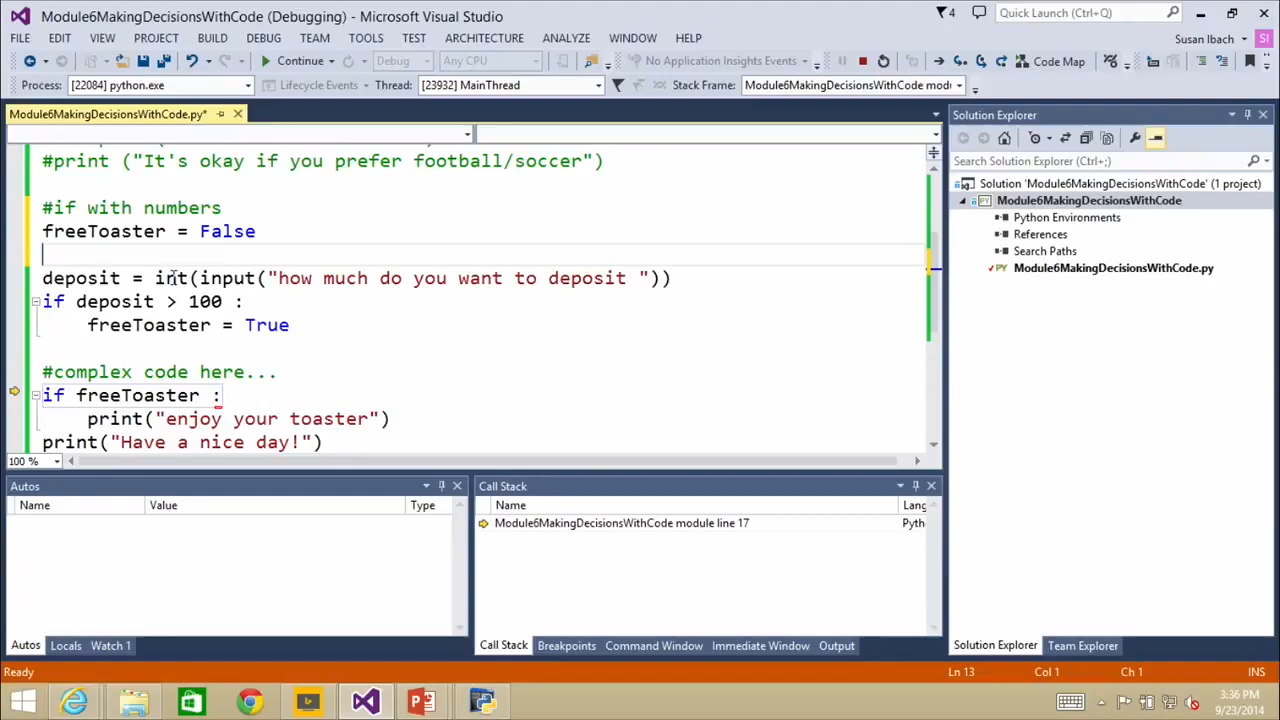 Module6MakingDecisionsWithCode (Debugging) - Microsoft Visual Studio
4
Quick Launch (Ctrl+Q)
FILE EDIT VIEW PROJECT BUILD DEBUG TEAM TOOLS TEST ARCHITECTURE ANALYZE WINDOW HELP
Susan Ibach
SI
Continue
Debug
Any CPU
No Application Insights Events
Code Map
Process: [22084] python.exe
Lifecycle Events
Thread: [23932] MainThread
Stack Frame: Module6MakingDecisionsWithCode modu
Module6MakingDecisionsWithCode.py*
#print ("It's okay if you prefer football/soccer")
#if with numbers
freeToaster = False
deposit = int(input("how much do you want to deposit "))
if deposit > 100 :
freeToaster = True
#complex code here...
if freeToaster :
print("enjoy your toaster")
print("Have a nice day!")
100 %
Solution Explorer
Search Solution Explorer (Ctrl+;)
Solution 'Module6MakingDecisionsWithCode' (1 project)
Module6MakingDecisionsWithCode
Python Environments
References
Search Paths
Module6MakingDecisionsWithCode.py
Autos
Name Value Type
Call Stack
Name Lang
Module6MakingDecisionsWithCode module line 17 Pytho
Autos Locals Watch 1
Call Stack Breakpoints Command Window Immediate Window Output
Solution Explorer Team Explorer
Ready
Ln 13 Col 1 Ch 1 INS
3:36 PM
9/23/2014